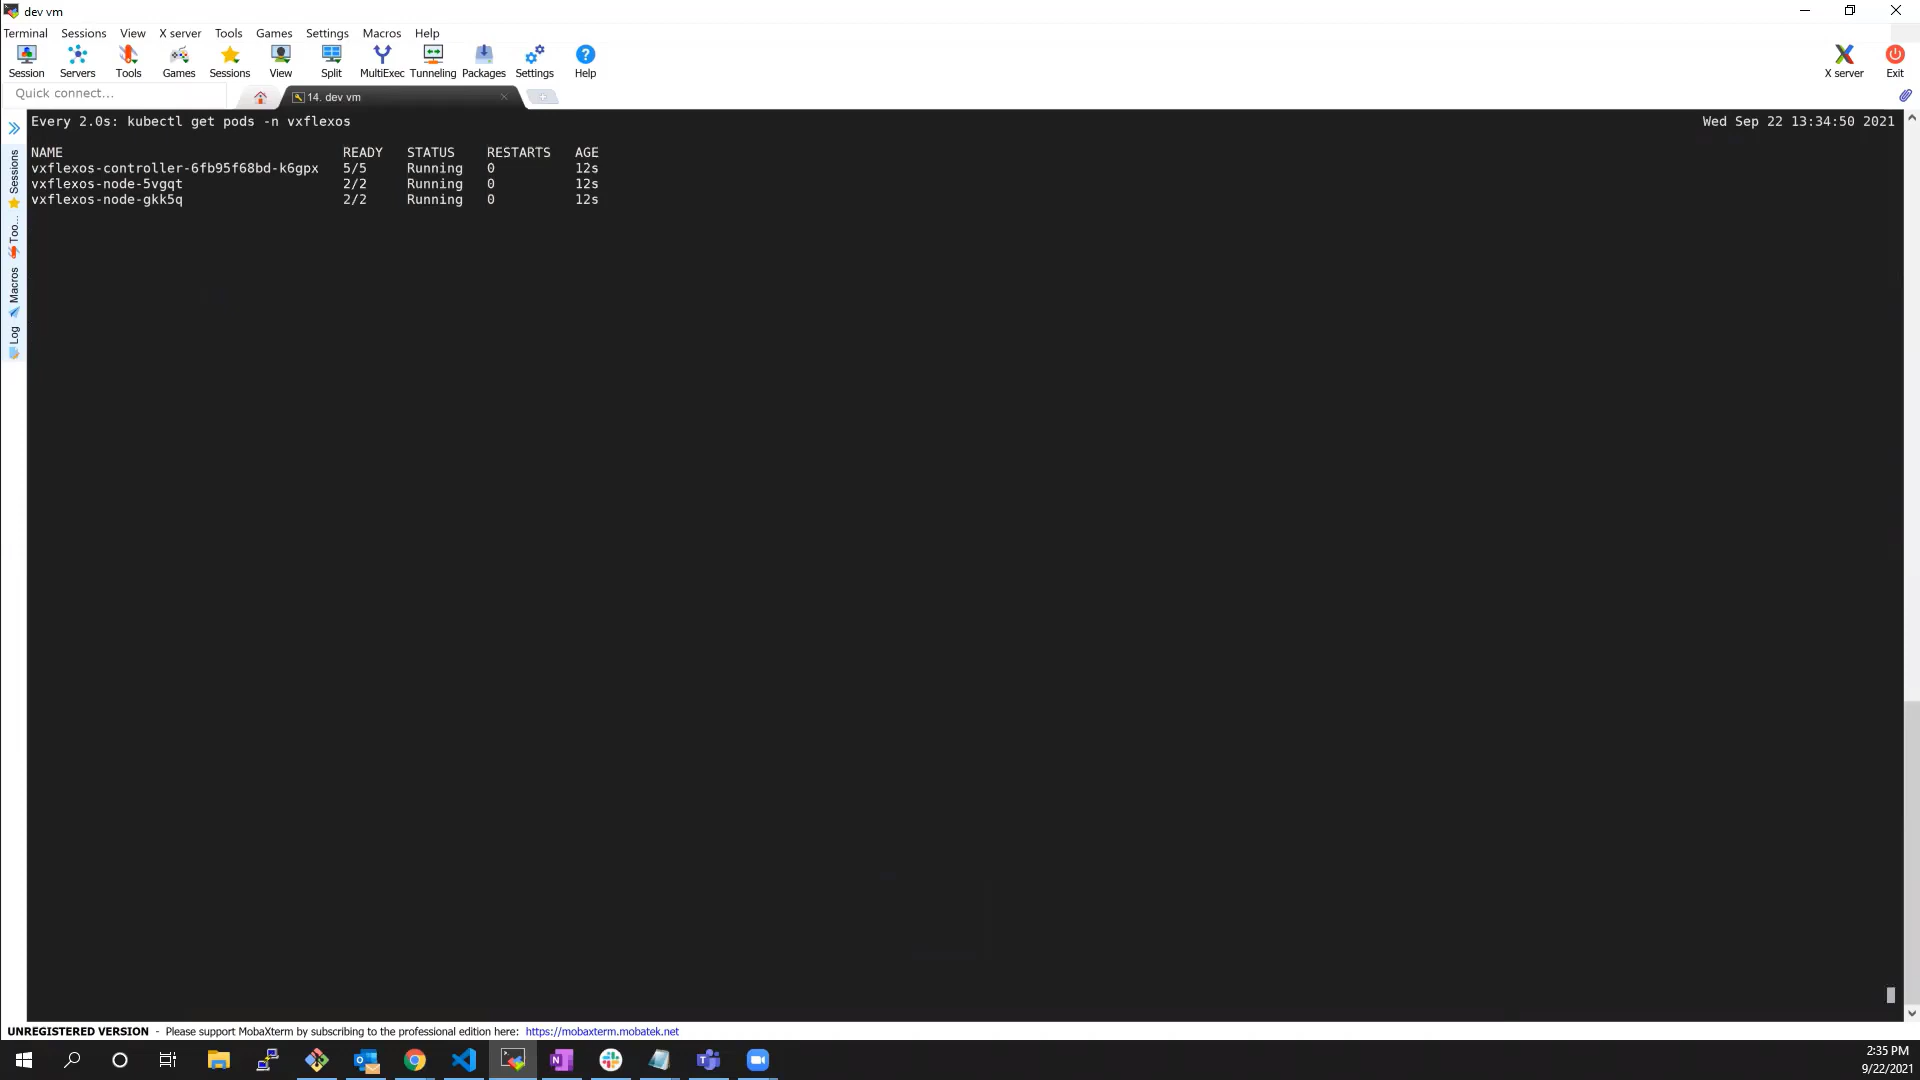 dev vm
Terminal Sessions View X server Tools Games Settings Macros Help
Session Servers Tools Games Sessions View Split MultiExec Tunneling Packages Settings Help X server Exit
Quick connect...
14. dev vm
Every 2.0s: kubectl get pods -n vxflexos Wed Sep 22 13:34:50 2021
NAME READY STATUS RESTARTS AGE
vxflexos-controller-6fb95f68bd-k6gpx 5/5 Running 0 12s
vxflexos-node-5vgqt 2/2 Running 0 12s
vxflexos-node-gkk5q 2/2 Running 0 12s
Sessions
Too...
Macros
Log
UNREGISTERED VERSION - Please support MobaXterm by subscribing to the professional edition here: https://mobaxterm.mobatek.net
2:35 PM
9/22/2021